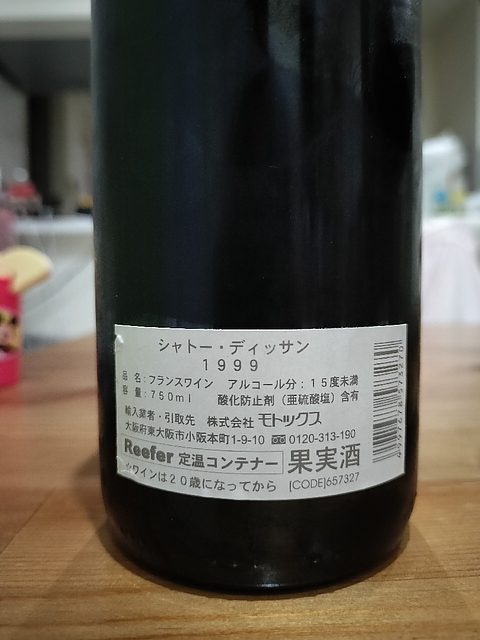 シャトー・ディッサン
1999
品名:フランスワイン アルコール分:15度未満
容量:750ml 酸化防止剤(亜硫酸塩)含有
輸入業者・引取先 株式会社 モトックス
大阪府東大阪市小阪本町1-9-10 0120-313-190
Reefer 定温コンテナー 果実酒
ワインは20歳になってから [CODE]657327